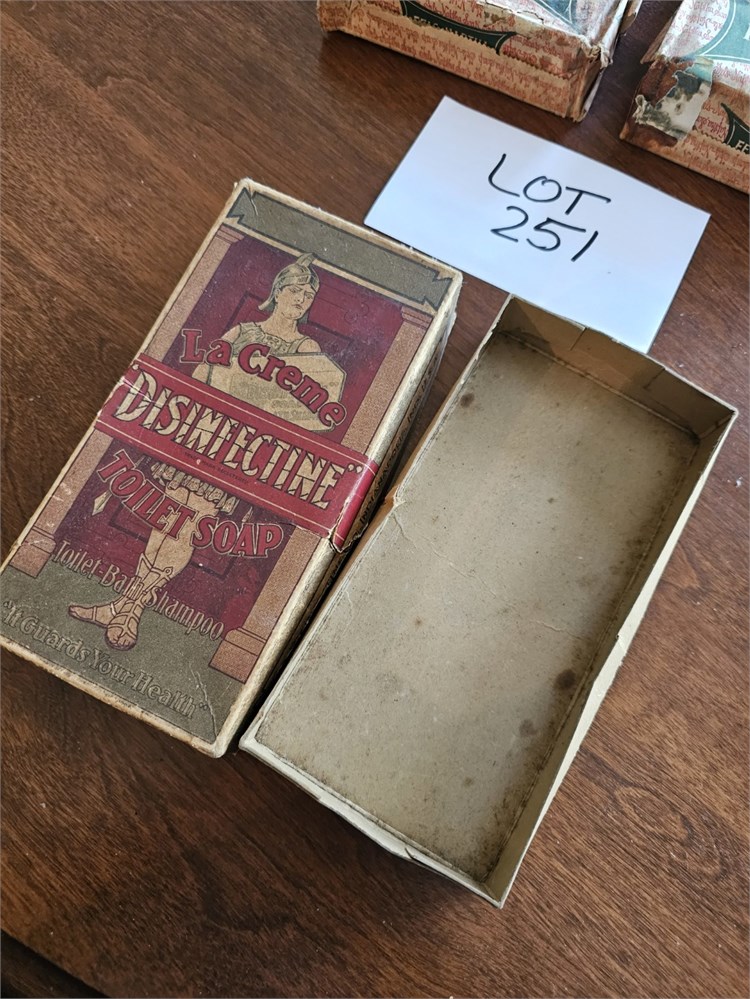 LOT
251
La Creme
"DISINFECTINE"
TOILET SOAP
Toilet-Bath Shampoo
"It Guards Your Health"